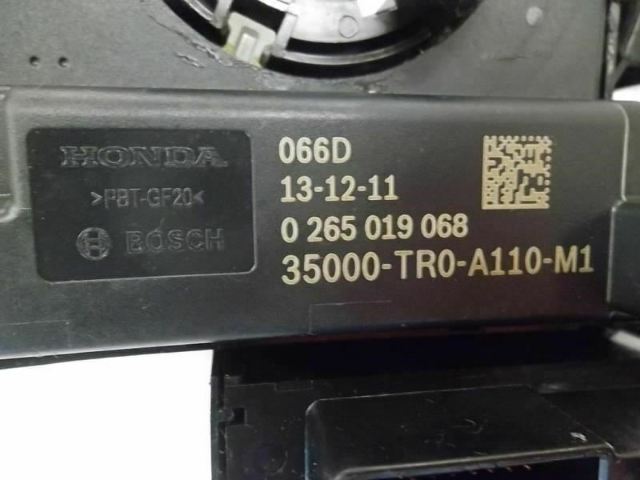 HONDA
>PBT-GF20<
BOSCH
066D
13-12-11
0 265 019 068
35000-TR0-A110-M1